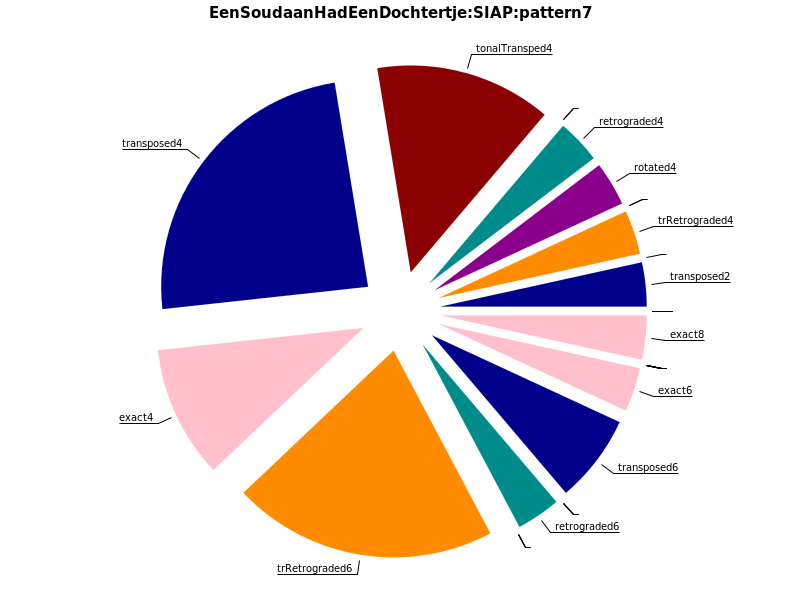 EenSoudaanHadEenDochtertje:SIAP:pattern7
tonalTransped4
retrograded4
transposed4
rotated4
trRetrograded4
transposed2
exact8
exact6
exact4
transposed6
retrograded6
trRetrograded6